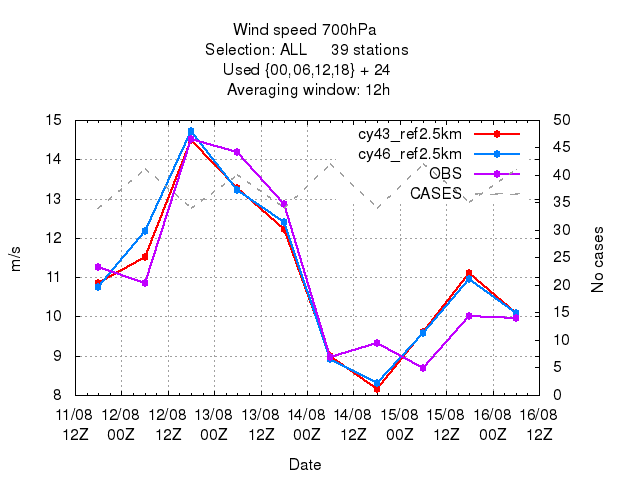 Wind speed 700hPa
Selection: ALL 39 stations
Used {00,06,12,18} + 24
Averaging window: 12h
15 50
cy43_ref2.5km
45
cy46_ref2.5km
14
40
OBS
CASES
13 35
30
12
m/s
25
No cases
11
20
10 15
10
9
5
8 0
11/08 12/08 12/08 13/08 13/08 14/08 14/08 15/08 15/08 16/08 16/08
12Z 00Z 12Z 00Z 12Z 00Z 12Z 00Z 12Z 00Z 12Z
Date